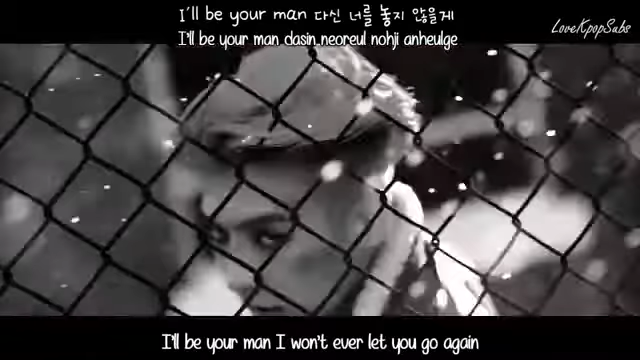 I'll be your man 다신 너를 놓지 않을게
LoveKpopSubs
I'll be your man dasin neoreul nohji anheulge
I'll be your man I won't ever let you go again